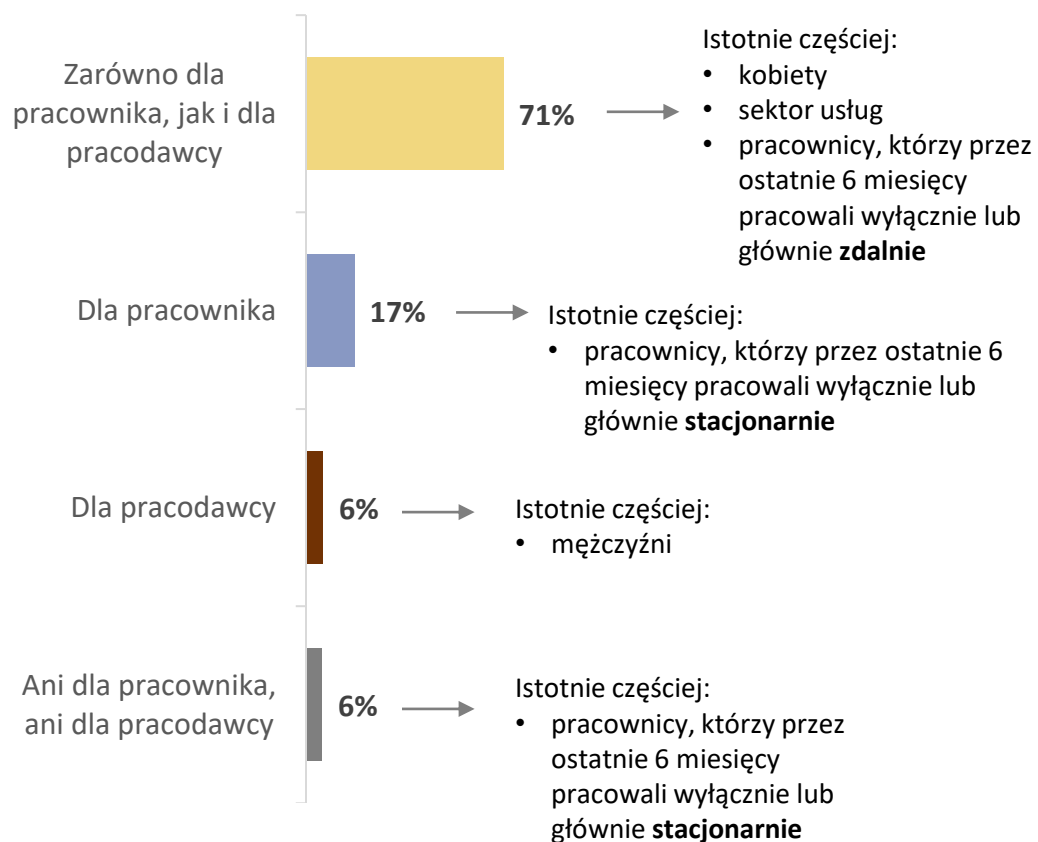 Zarówno dla
pracownika, jak i dla
pracodawcy
71%
Istotnie częściej:
• kobiety
• sektor usług
• pracownicy, którzy przez
ostatnie 6 miesięcy
pracowali wyłącznie lub
głównie zdalnie
Dla pracownika
17%
Istotnie częściej:
• pracownicy, którzy przez ostatnie 6
miesięcy pracowali wyłącznie lub
głównie stacjonarnie
Dla pracodawcy
6%
Istotnie częściej:
• mężczyźni
Ani dla pracownika,
ani dla pracodawcy
6%
Istotnie częściej:
• pracownicy, którzy przez
ostatnie 6 miesięcy
pracowali wyłącznie lub
głównie stacjonarnie